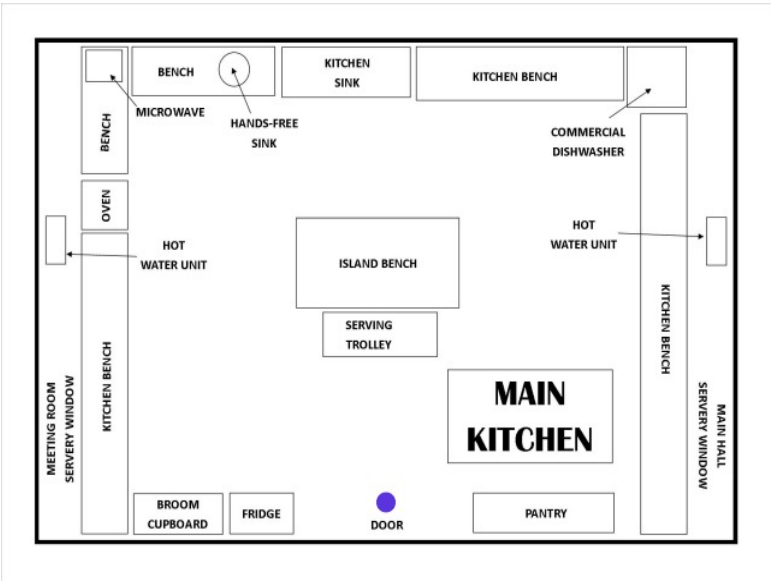 BENCH
KITCHEN
SINK
KITCHEN BENCH
MICROWAVE
HANDS-FREE
SINK
COMMERCIAL
DISHWASHER
BENCH
OVEN
HOT
WATER UNIT
HOT
WATER UNIT
ISLAND BENCH
SERVING
TROLLEY
KITCHEN BENCH
KITCHEN BENCH
MEETING ROOM
SERVERY WINDOW
MAIN HALL
SERVERY WINDOW
MAIN
KITCHEN
BROOM
CUPBOARD
FRIDGE
DOOR
PANTRY